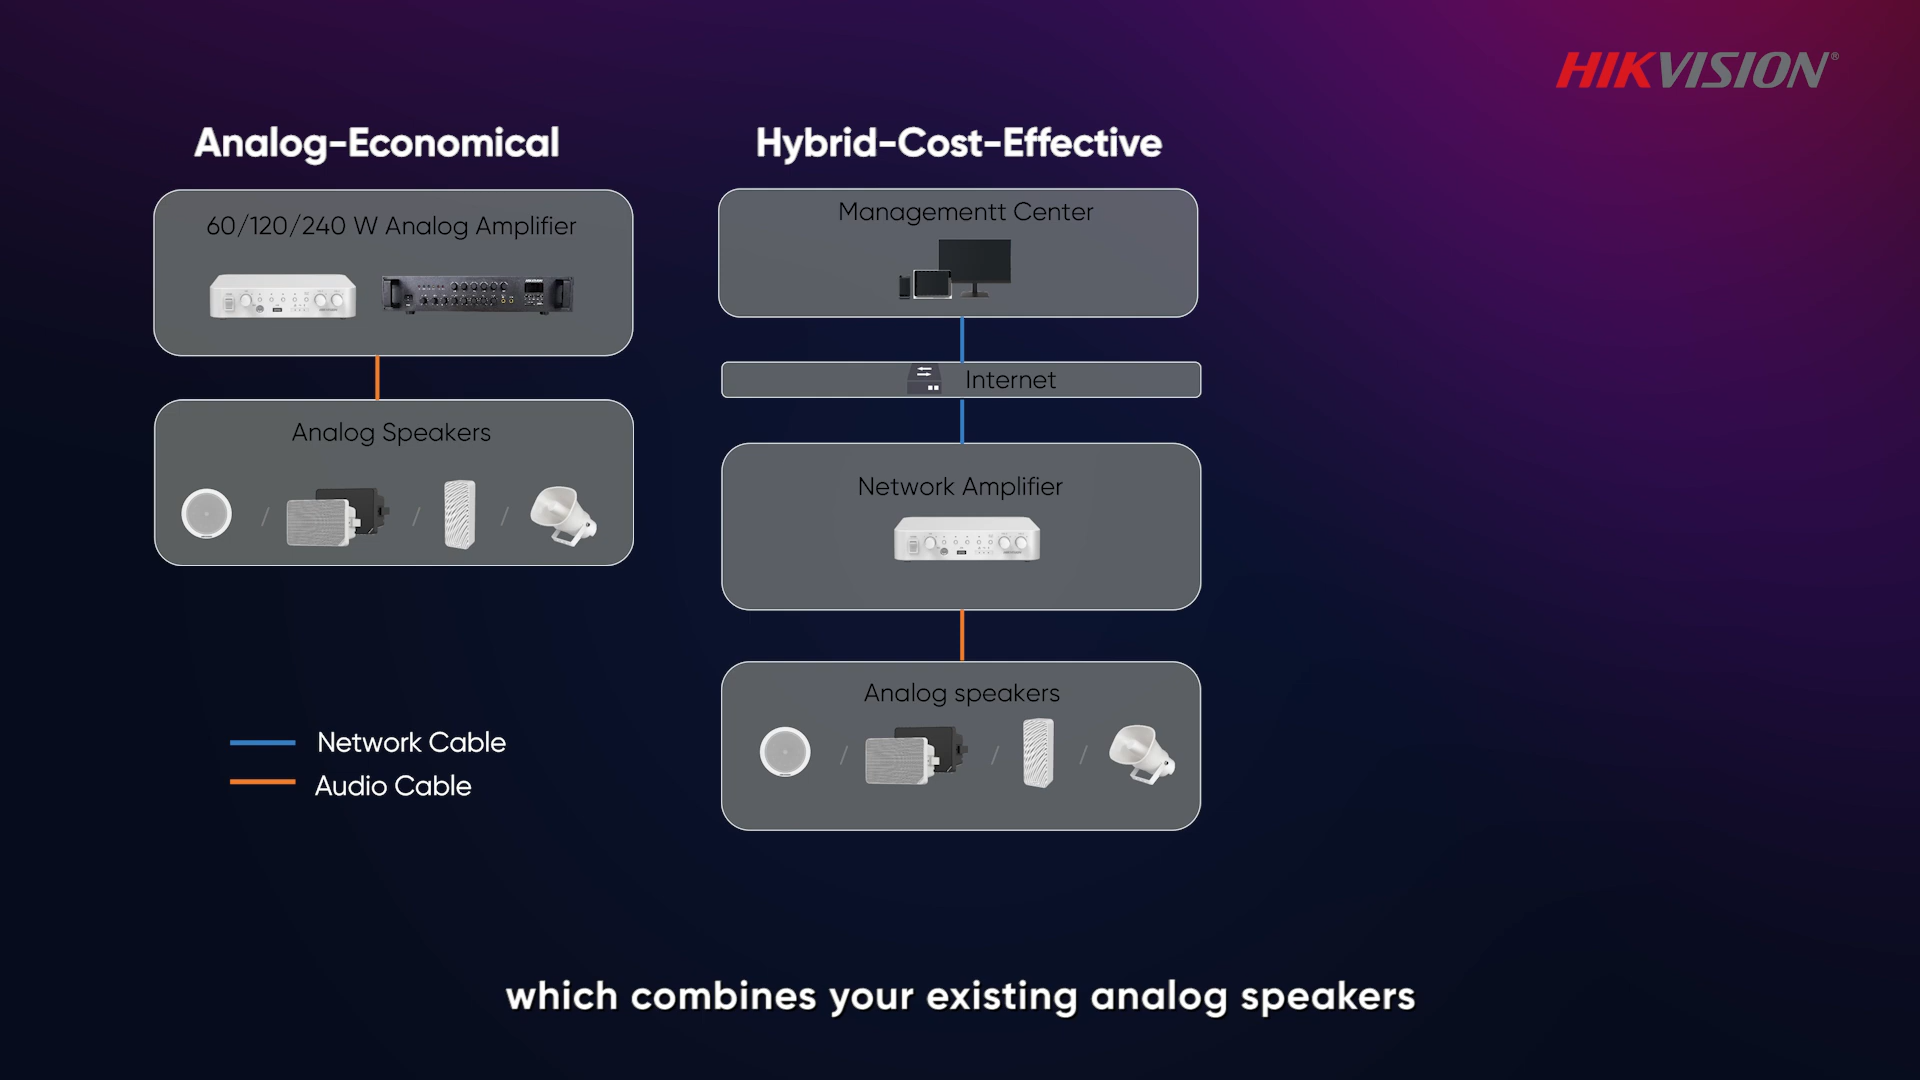 HIKVISION®
Analog-Economical
60/120/240 W Analog Amplifier
Analog Speakers
Network Cable
Audio Cable
Hybrid-Cost-Effective
Managementt Center
Internet
Network Amplifier
Analog speakers
which combines your existing analog speakers